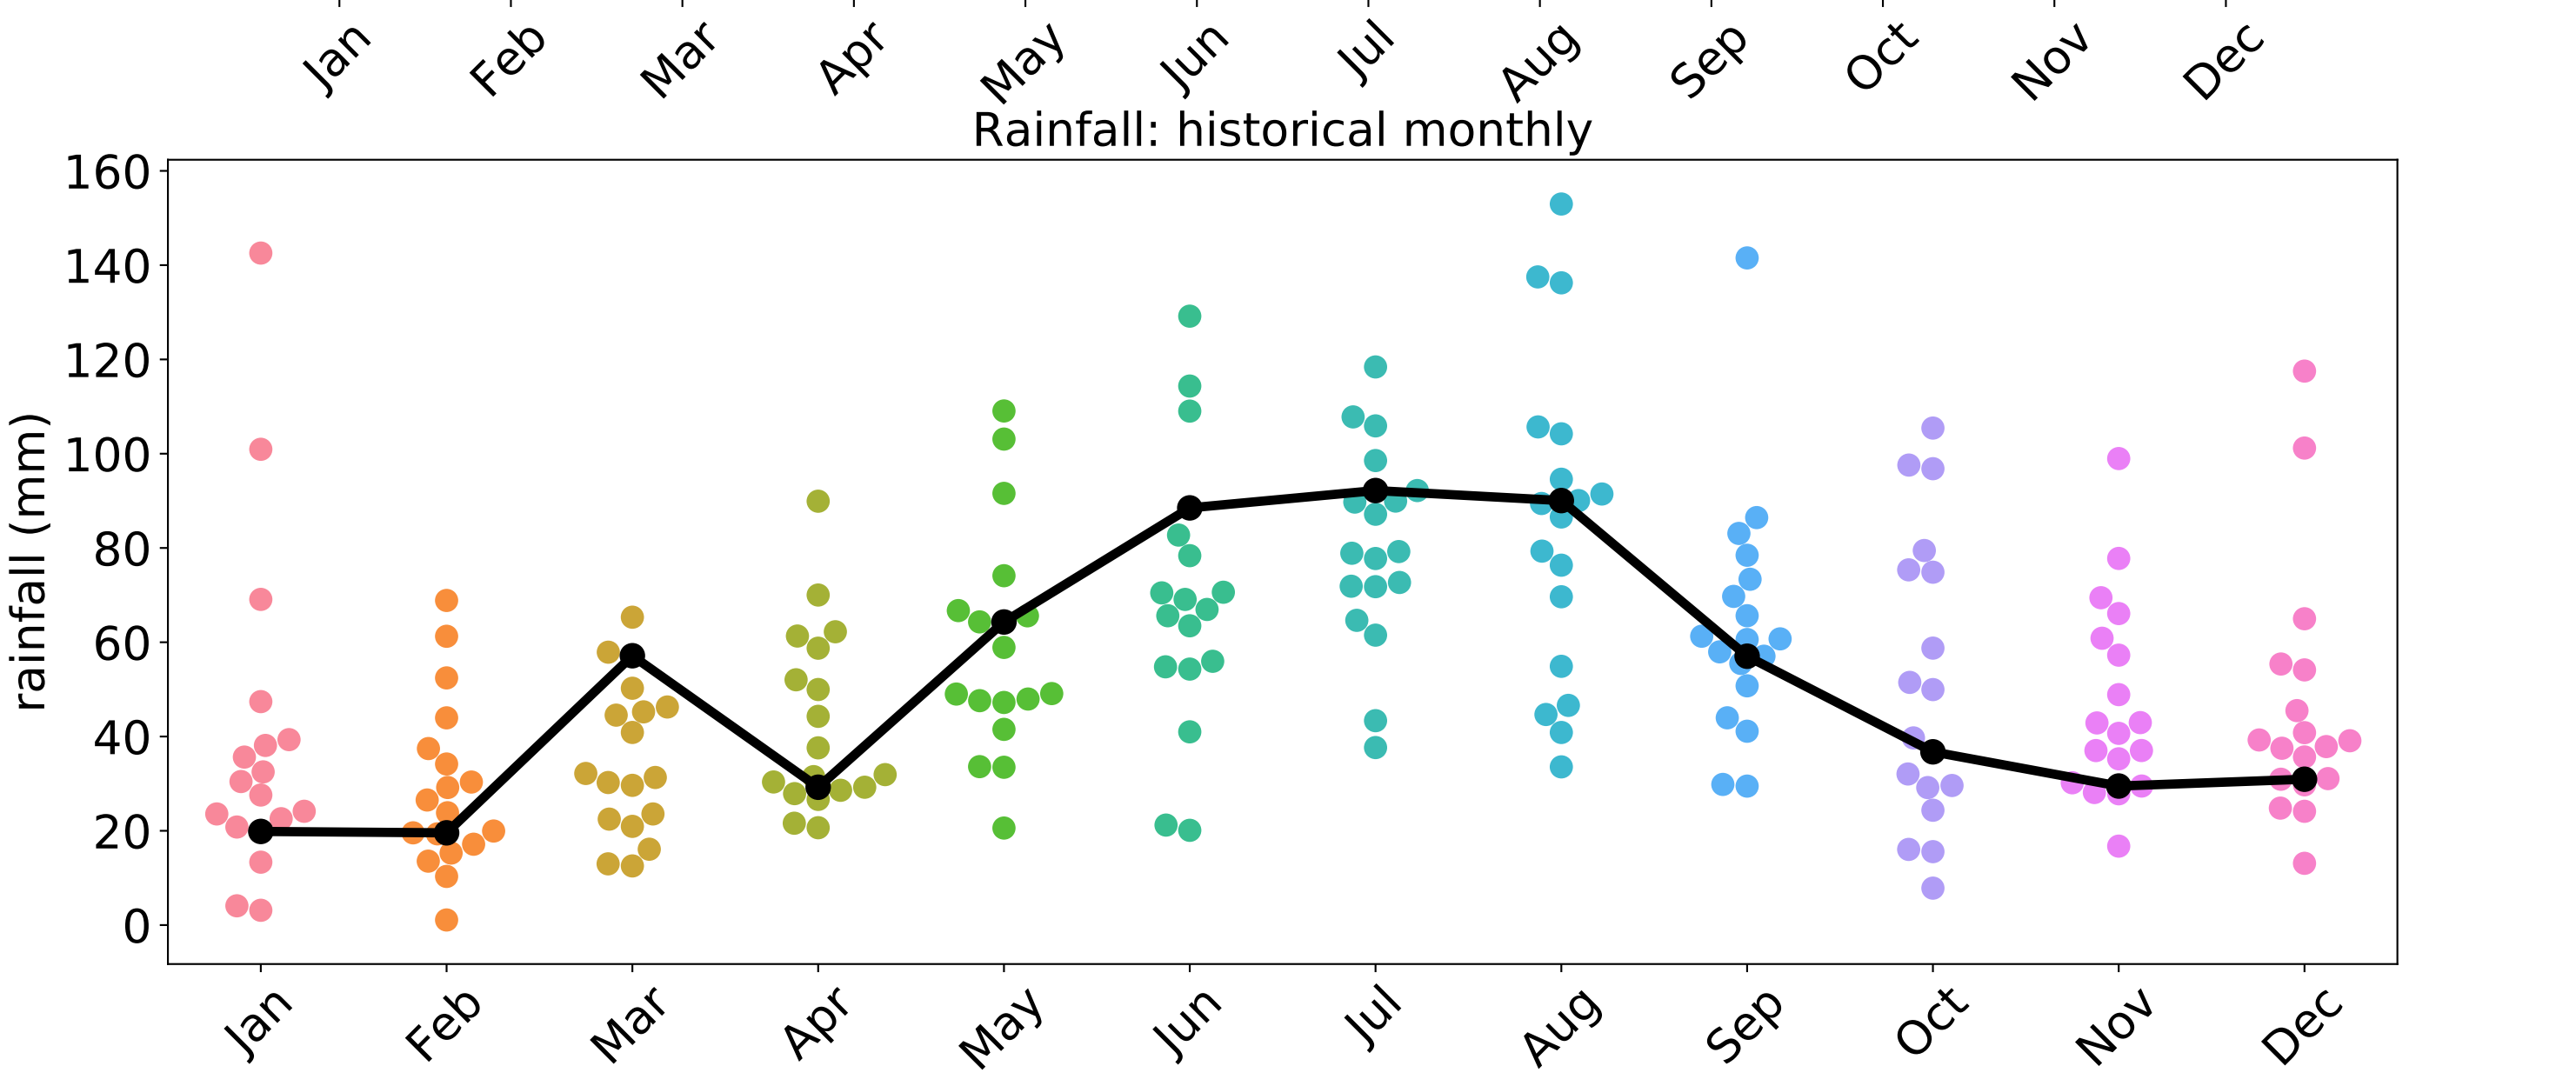 Jan Feb Mar Apr May Jun Jul Aug Sep Oct Nov Dec
Rainfall: historical monthly
rainfall (mm)
160
140
120
100
80
60
40
20
0
Jan Feb Mar Apr May Jun Jul Aug Sep Oct Nov Dec